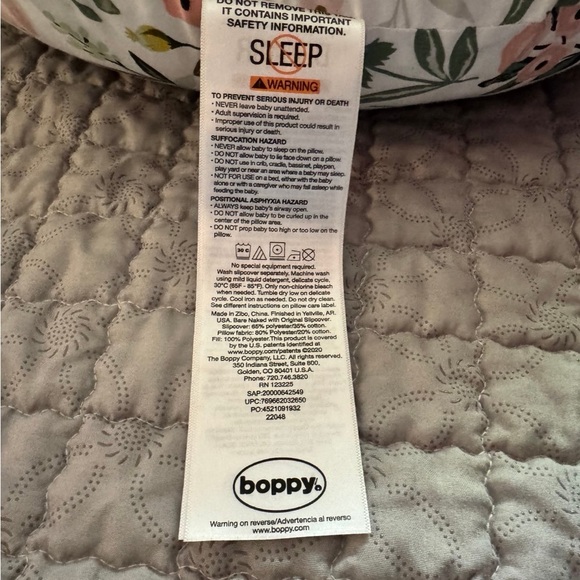 DO NOT REMOVE THIS
IT CONTAINS IMPORTANT
SAFETY INFORMATION.
SLEEP
WARNING
TO PREVENT SERIOUS INJURY OR DEATH
• NEVER leave baby unattended.
• Adult supervision is required.
• Improper use of this product could result in
serious injury or death.
SUFFOCATION HAZARD
• NEVER allow baby to sleep on the pillow.
• DO NOT allow baby to lie face down on a pillow.
• DO NOT use in crib, cradle, bassinet, playpen,
play yard or near an area where a baby may sleep.
• NOT FOR USE on a bed, either with the baby
alone or with a caregiver who may fall asleep while
feeding the baby.
POSITIONAL ASPHYXIA HAZARD
• ALWAYS keep baby's airway open.
• DO NOT allow baby to be curled up in the
center of the pillow area.
• DO NOT prop baby too high or too low on the
pillow.
30 C
No special equipment required.
Wash slipcover separately. Machine wash
using mild liquid detergent, delicate cycle,
30°C (65F - 85°F). Only non-chlorine bleach
when needed. Tumble dry low on delicate
cycle. Cool iron as needed. Do not dry clean.
See different instructions on pillow care label.
Made in Zibo, China. Finished in Yellville, AR.
USA. Bare Naked with Original Slipcover.
Slipcover: 65% polyester/35% cotton.
Pillow fabric: 80% Polyester/20% cotton.
Fill: 100% Polyester.This product is covered
by the U.S. patents identified at
www.boppy.com/patents ©2020
The Boppy Company, LLC. All rights reserved.
350 Indiana Street, Suite 800,
Golden, CO 80401 U.S.A.
Phone: 720.746.3820
RN 123225
SAP:20000642549
UPC:769662032650
PO:4521091932
22048
boppy®
Warning on reverse/Advertencia al reverso
www.boppy.com